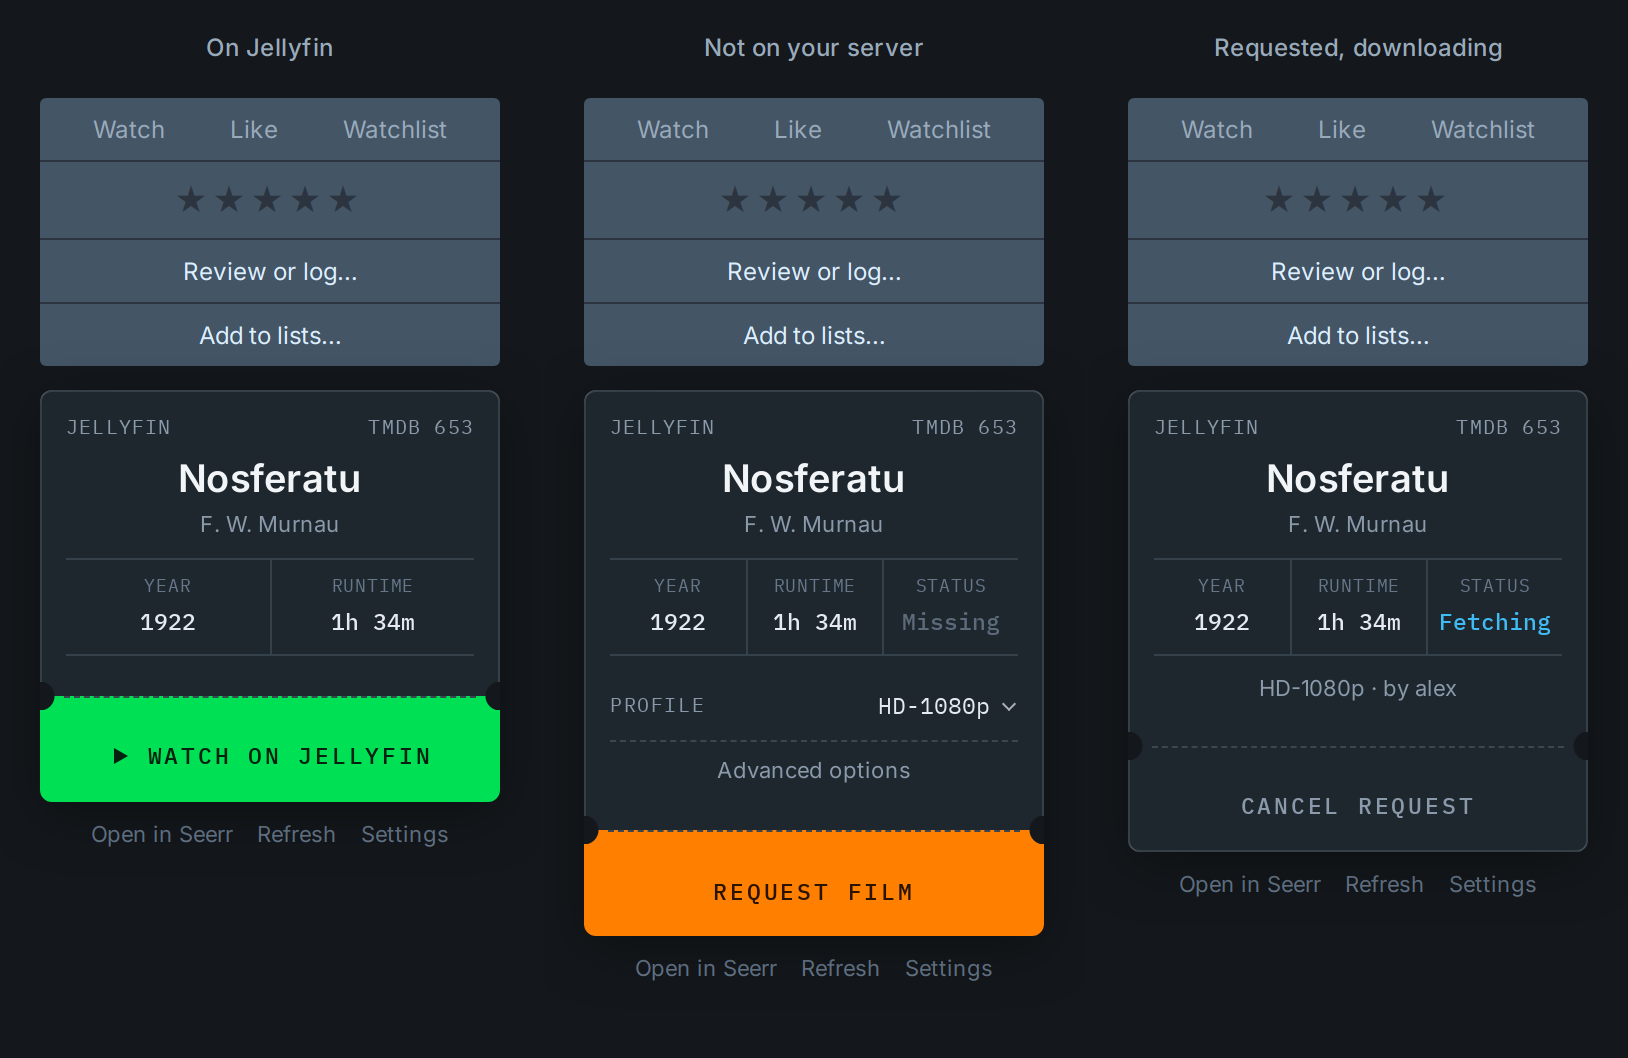 On Jellyfin
Watch Like Watchlist
Review or log...
Add to lists...
JELLYFIN TMDB 653
Nosferatu
F. W. Murnau
YEAR RUNTIME
1922 1h 34m
WATCH ON JELLYFIN
Open in Seerr Refresh Settings
Not on your server
Watch Like Watchlist
Review or log...
Add to lists...
JELLYFIN TMDB 653
Nosferatu
F. W. Murnau
YEAR RUNTIME STATUS
1922 1h 34m Missing
PROFILE HD-1080p
Advanced options
REQUEST FILM
Open in Seerr Refresh Settings
Requested, downloading
Watch Like Watchlist
Review or log...
Add to lists...
JELLYFIN TMDB 653
Nosferatu
F. W. Murnau
YEAR RUNTIME STATUS
1922 1h 34m Fetching
HD-1080p · by alex
CANCEL REQUEST
Open in Seerr Refresh Settings